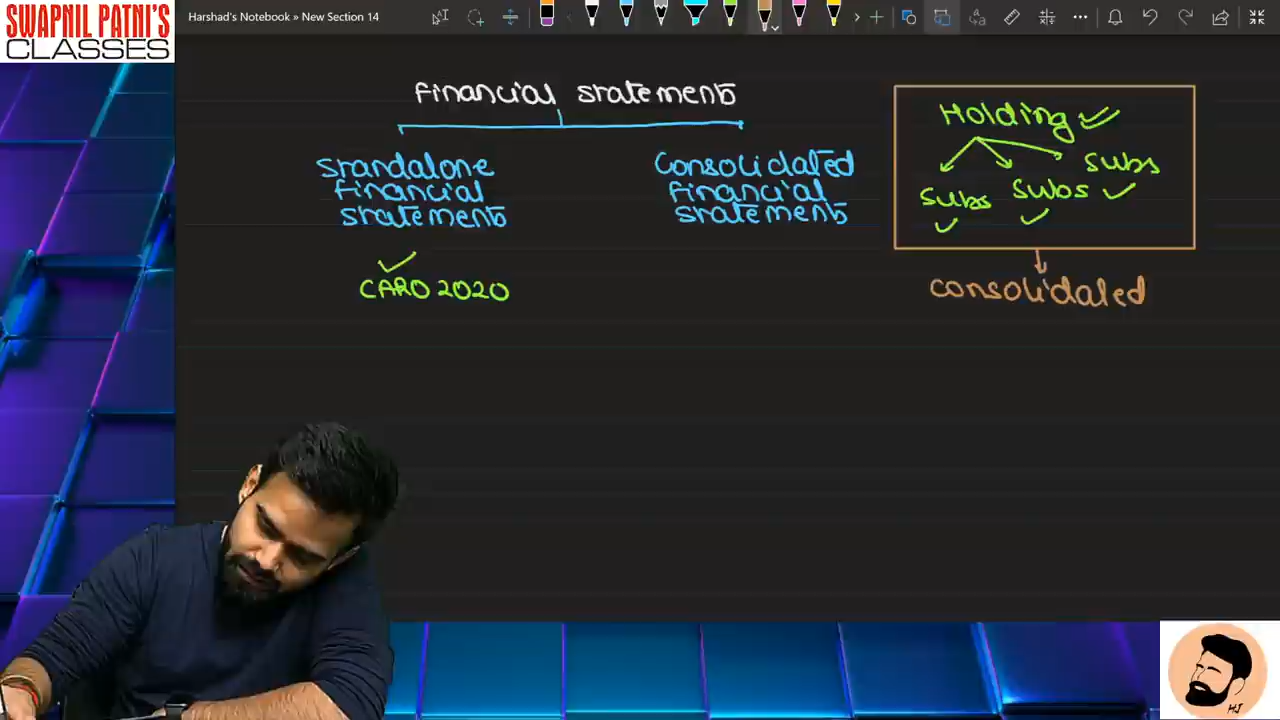 SWAPNIL PATNI'S
CLASSES
Harshad's Notebook » New Section 14
Financial statements
Standalone
Financial
statements
Consolidated
Financial
statements
CARO 2020
Holding
Subs
Subs
Subs
Consolidated
HJ